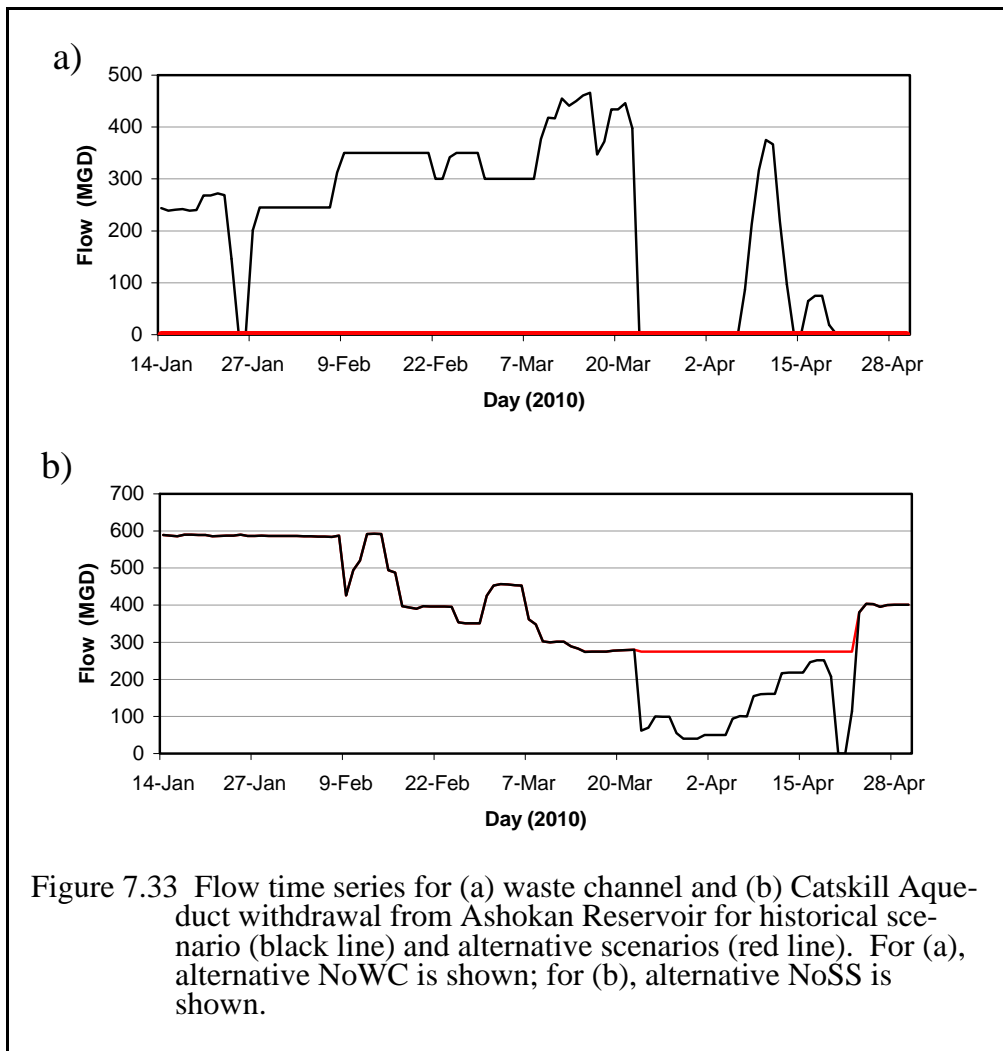 a)
500
400
300
200
100
0
Flow (MGD)
14-Jan 27-Jan 9-Feb 22-Feb 7-Mar 20-Mar 2-Apr 15-Apr 28-Apr
Day (2010)
b)
700
600
500
400
300
200
100
0
Flow (MGD)
14-Jan 27-Jan 9-Feb 22-Feb 7-Mar 20-Mar 2-Apr 15-Apr 28-Apr
Day (2010)
Figure 7.33 Flow time series for (a) waste channel and (b) Catskill Aque-
duct withdrawal from Ashokan Reservoir for historical sce-
nario (black line) and alternative scenarios (red line). For (a),
alternative NoWC is shown; for (b), alternative NoSS is
shown.